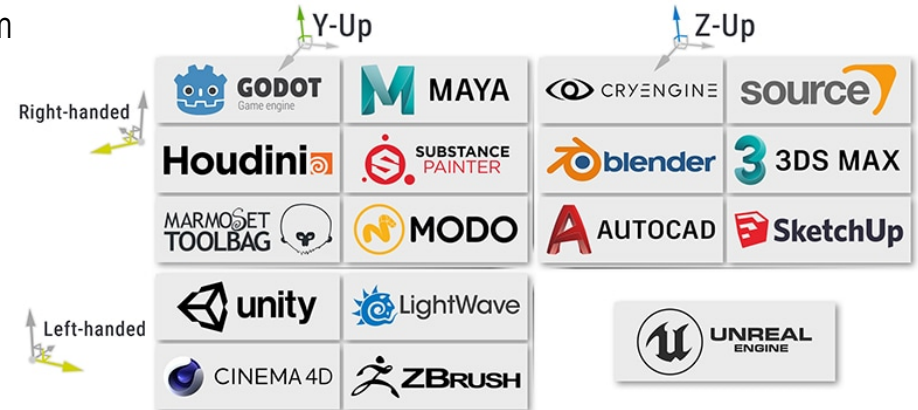 Y-Up
Z-Up
Right-handed
GODOT
Game engine
MAYA
CRYENGINE
source
Houdini
SUBSTANCE
PAINTER
blender
3 3DS MAX
MARMOSET
TOOLBAG
MODO
A AUTOCAD
SketchUp
Left-handed
unity
LightWave
UNREAL
ENGINE
CINEMA 4D
ZBRUSH